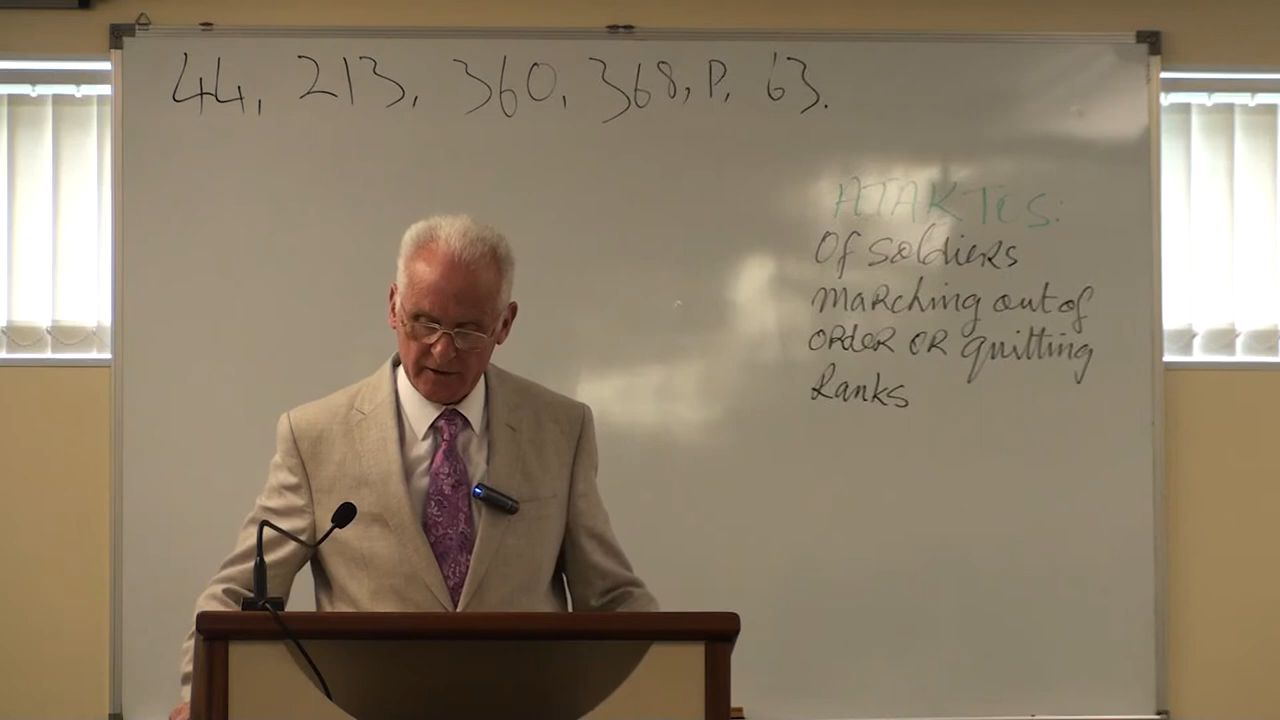 44, 213, 360, 368, P, 63.
ATAKTOS:
Of Soldiers
marching out of
order or quitting
Ranks